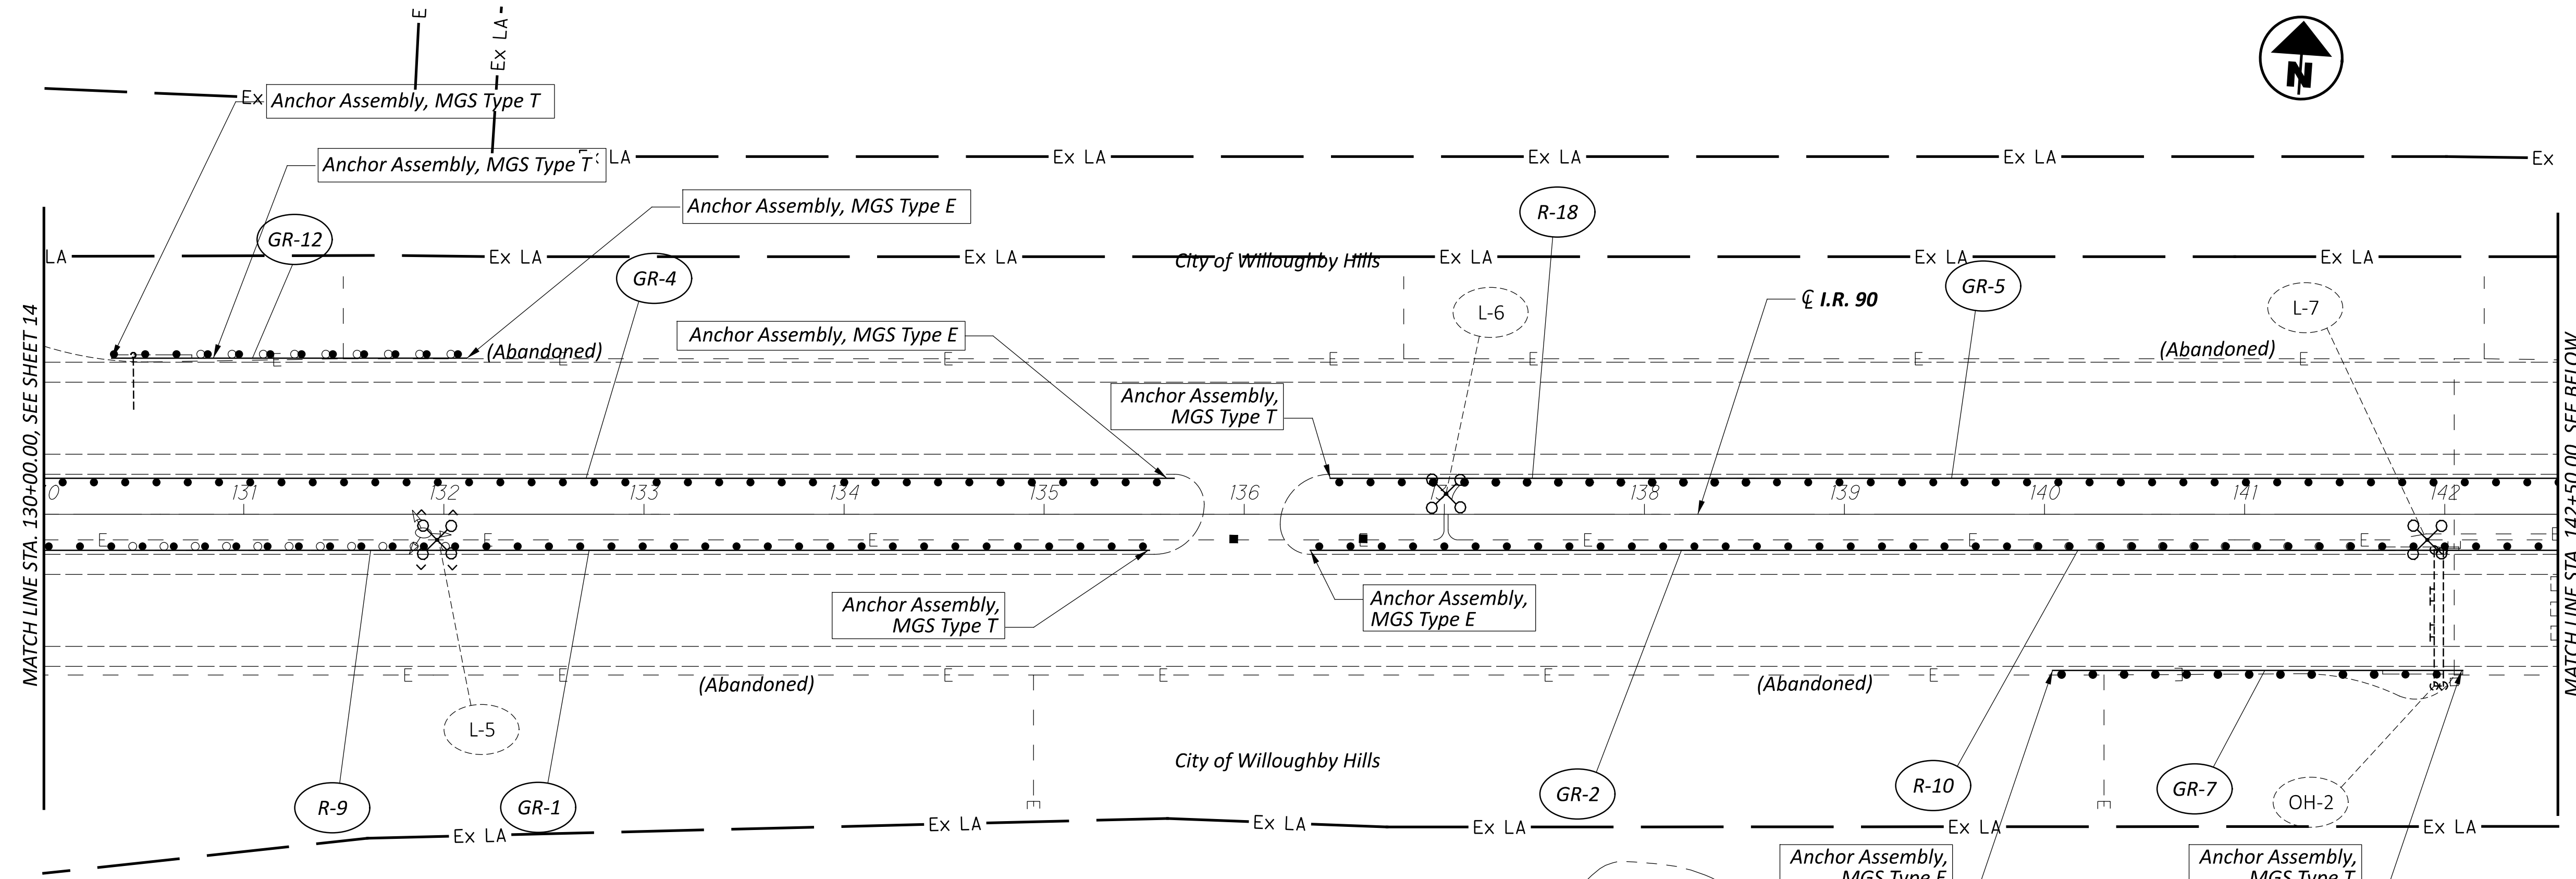 E
Ex LA
N
Ex
Anchor Assembly, MGS Type T
Anchor Assembly, MGS Type T
LA
Ex LA
Ex LA
Ex LA
Ex
Anchor Assembly, MGS Type E
R-18
GR-12
LA
Ex LA
Ex LA
City of Willoughby Hills
Ex LA
Ex LA
Ex LA
GR-4
GR-5
L-6
℄ I.R. 90
L-7
MATCH LINE STA. 130+00.00, SEE SHEET 14
Anchor Assembly, MGS Type E
(Abandoned)
(Abandoned)
E
E
E
E
E
E
E
MATCH LINE STA. 142+50.00, SEE BELOW
Anchor Assembly,
MGS Type T
0
131
132
133
134
135
136
138
139
140
141
142
E
E
E
E
E
E
E
E
Anchor Assembly,
MGS Type T
Anchor Assembly,
MGS Type E
E
E
E
E
E
E
E
(Abandoned)
(Abandoned)
L-5
City of Willoughby Hills
R-9
GR-1
E
GR-2
R-10
E
GR-7
OH-2
Ex LA
Ex LA
Ex LA
Ex LA
Ex LA
Ex LA
Anchor Assembly,
MGS Type E
Anchor Assembly,
MGS Type T